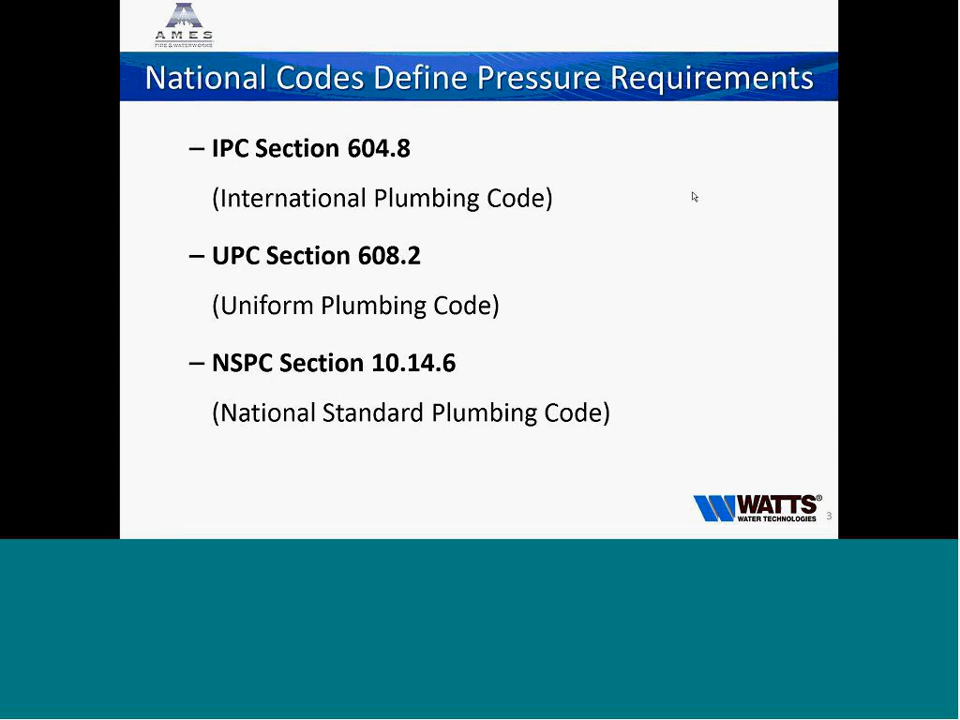 AMES
FIRE & WATERWORKS
National Codes Define Pressure Requirements
– IPC Section 604.8
(International Plumbing Code)
– UPC Section 608.2
(Uniform Plumbing Code)
– NSPC Section 10.14.6
(National Standard Plumbing Code)
WATTS®
WATER TECHNOLOGIES
3